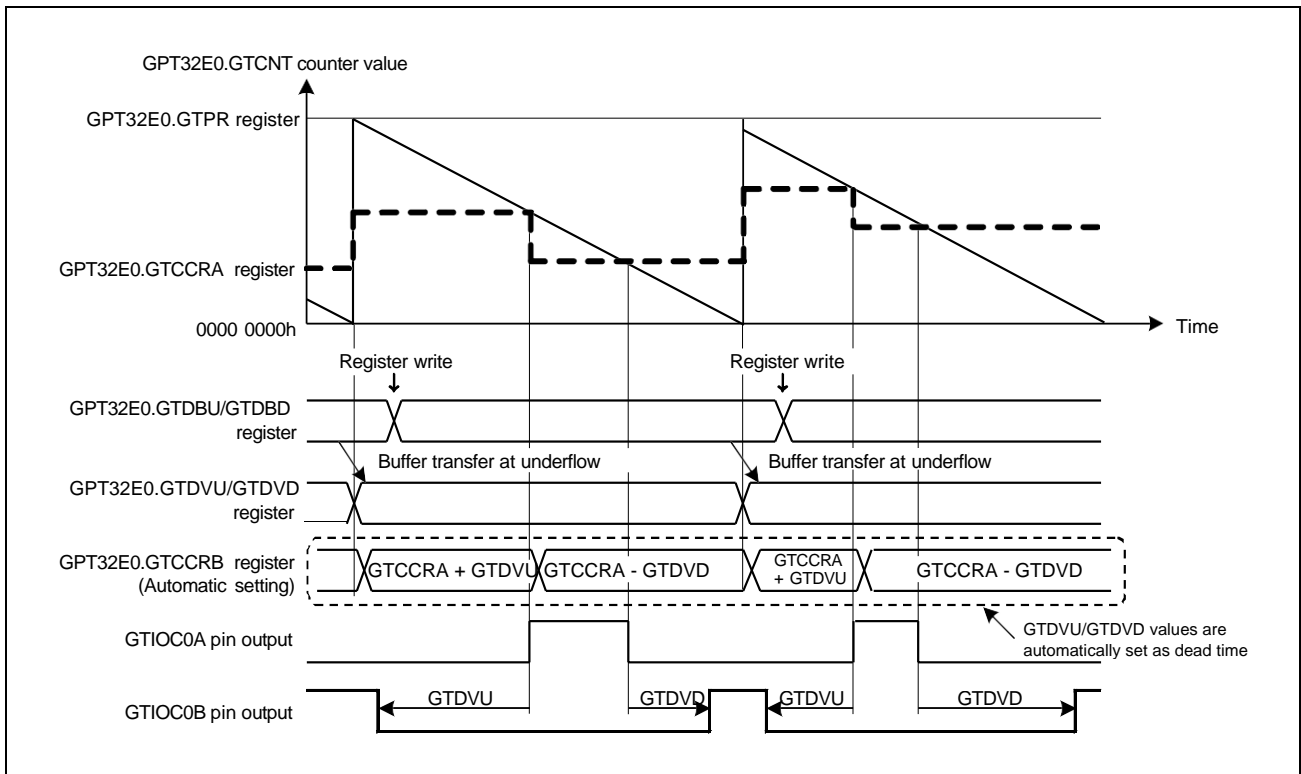 GPT32E0.GTCNT counter value
GPT32E0.GTPR register
GPT32E0.GTCCRA register
0000 0000h
Time
Register write
Register write
GPT32E0.GTDBU/GTDBD
register
Buffer transfer at underflow
Buffer transfer at underflow
GPT32E0.GTDVU/GTDVD
register
GPT32E0.GTCCRB register
(Automatic setting)
GTCCRA + GTDVU
GTCCRA - GTDVD
GTCCRA
+ GTDVU
GTCCRA - GTDVD
GTDVU/GTDVD values are
automatically set as dead time
GTIOC0A pin output
GTIOC0B pin output
GTDVU
GTDVD
GTDVU
GTDVD